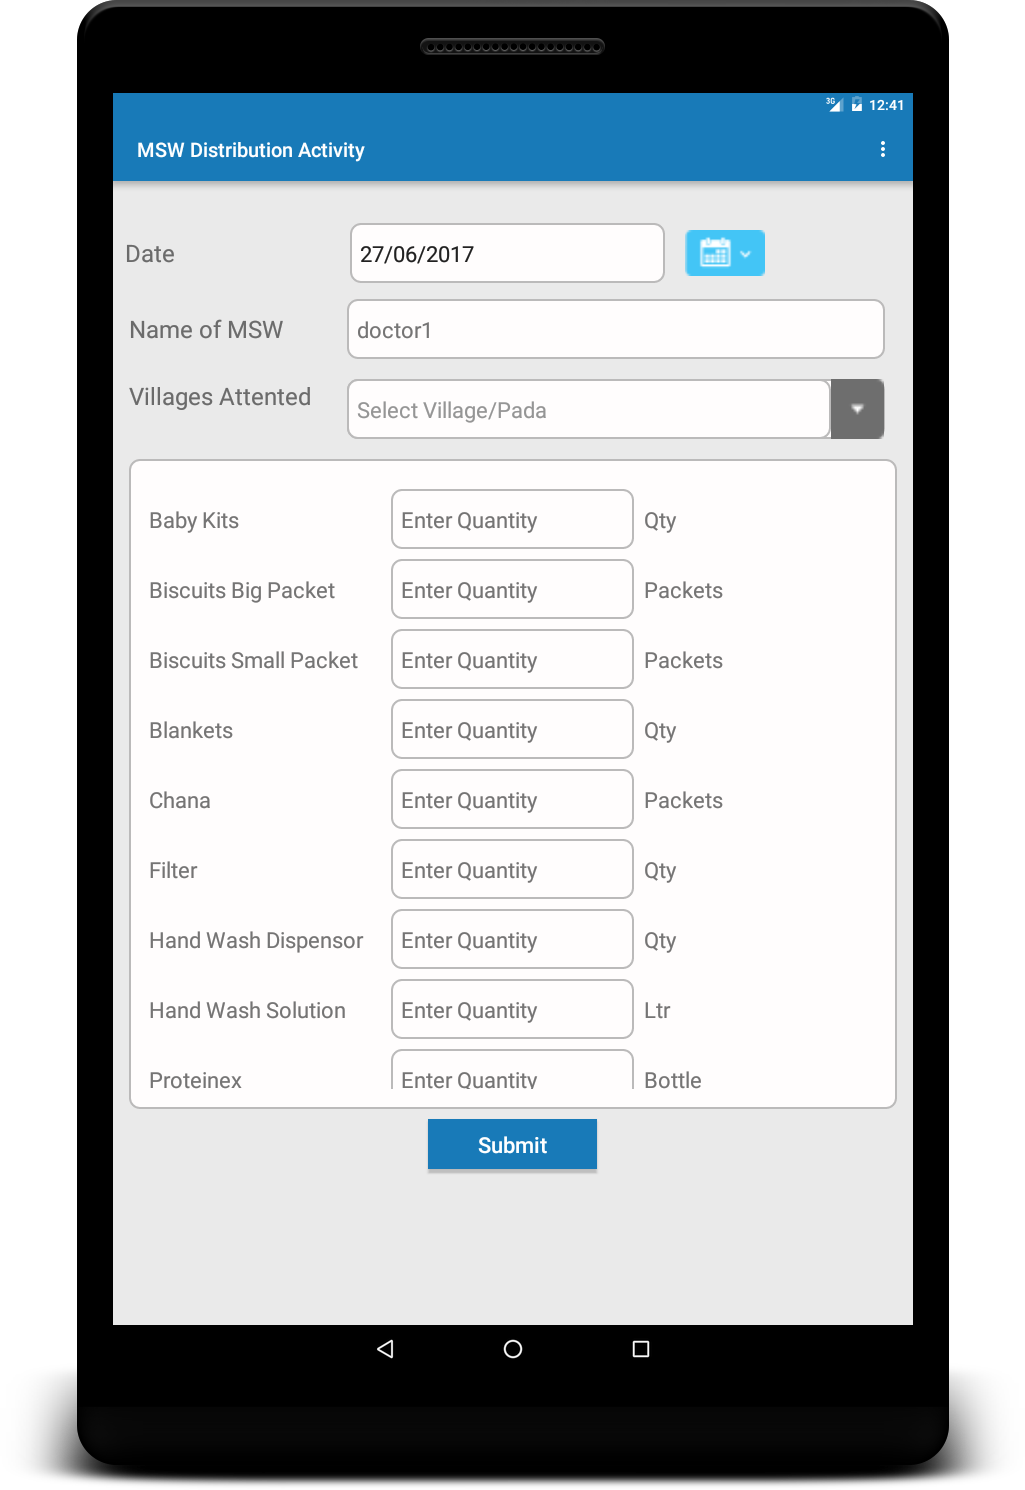 3G 12:41
MSW Distribution Activity
Date 27/06/2017
Name of MSW doctor1
Villages Attented Select Village/Pada
Baby Kits Enter Quantity Qty
Biscuits Big Packet Enter Quantity Packets
Biscuits Small Packet Enter Quantity Packets
Blankets Enter Quantity Qty
Chana Enter Quantity Packets
Filter Enter Quantity Qty
Hand Wash Dispensor Enter Quantity Qty
Hand Wash Solution Enter Quantity Ltr
Proteinex Enter Quantity Bottle
Submit